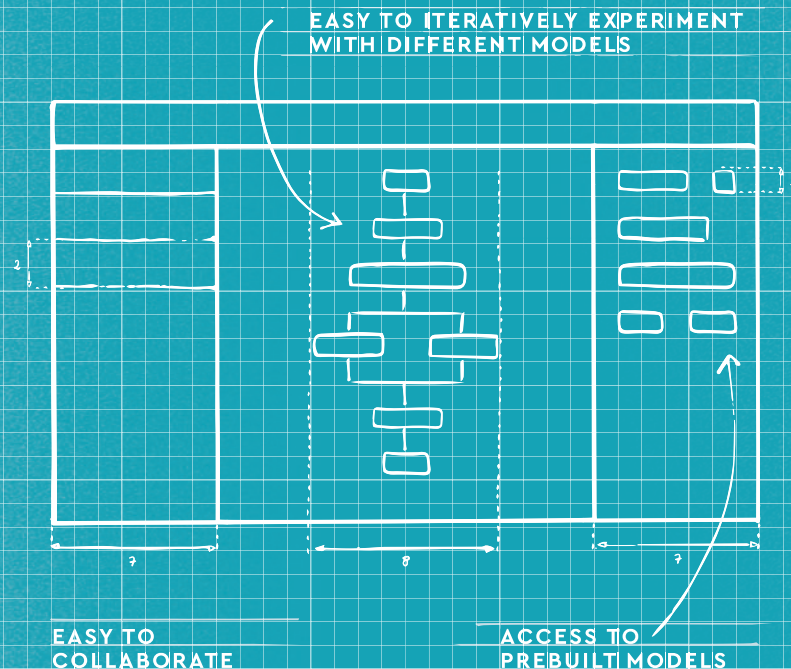 EASY TO ITERATIVELY EXPERIMENT
WITH DIFFERENT MODELS
2
7
8
7
EASY TO
COLLABORATE
ACCESS TO
PREBUILT MODELS